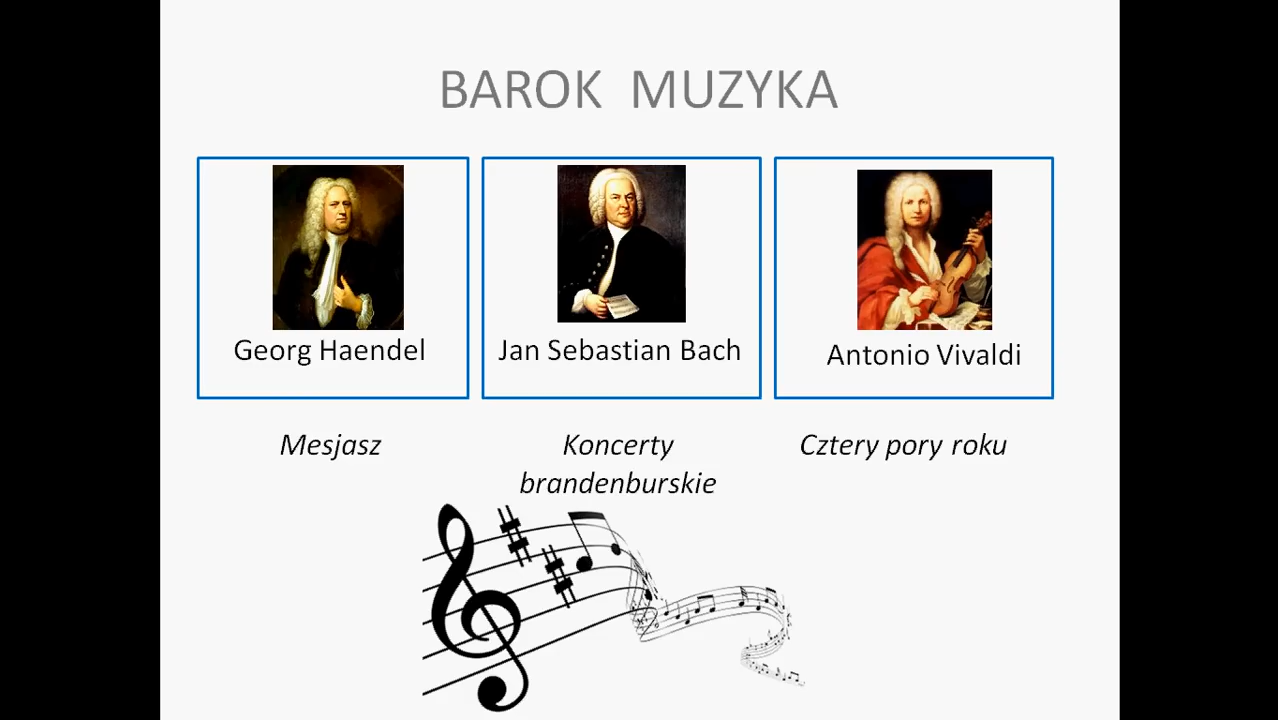 BAROK MUZYKA
Georg Haendel
Jan Sebastian Bach
Antonio Vivaldi
Mesjasz
Koncerty
brandenburskie
Cztery pory roku